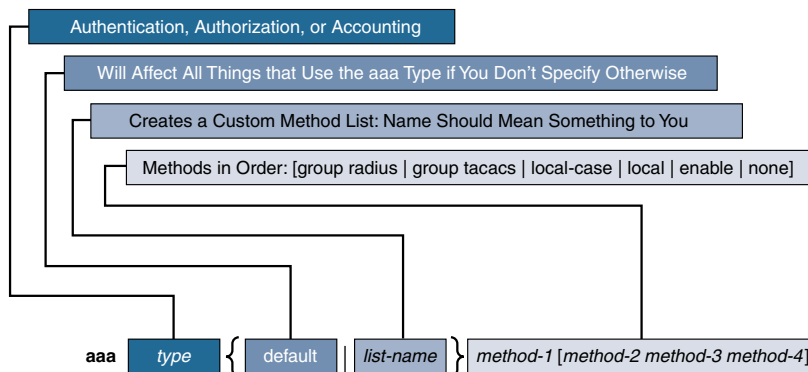 Authentication, Authorization, or Accounting
Will Affect All Things that Use the aaa Type if You Don’t Specify Otherwise
Creates a Custom Method List: Name Should Mean Something to You
Methods in Order: [group radius | group tacacs | local-case | local | enable | none]
aaa type { default | list-name } method-1 [method-2 method-3 method-4]